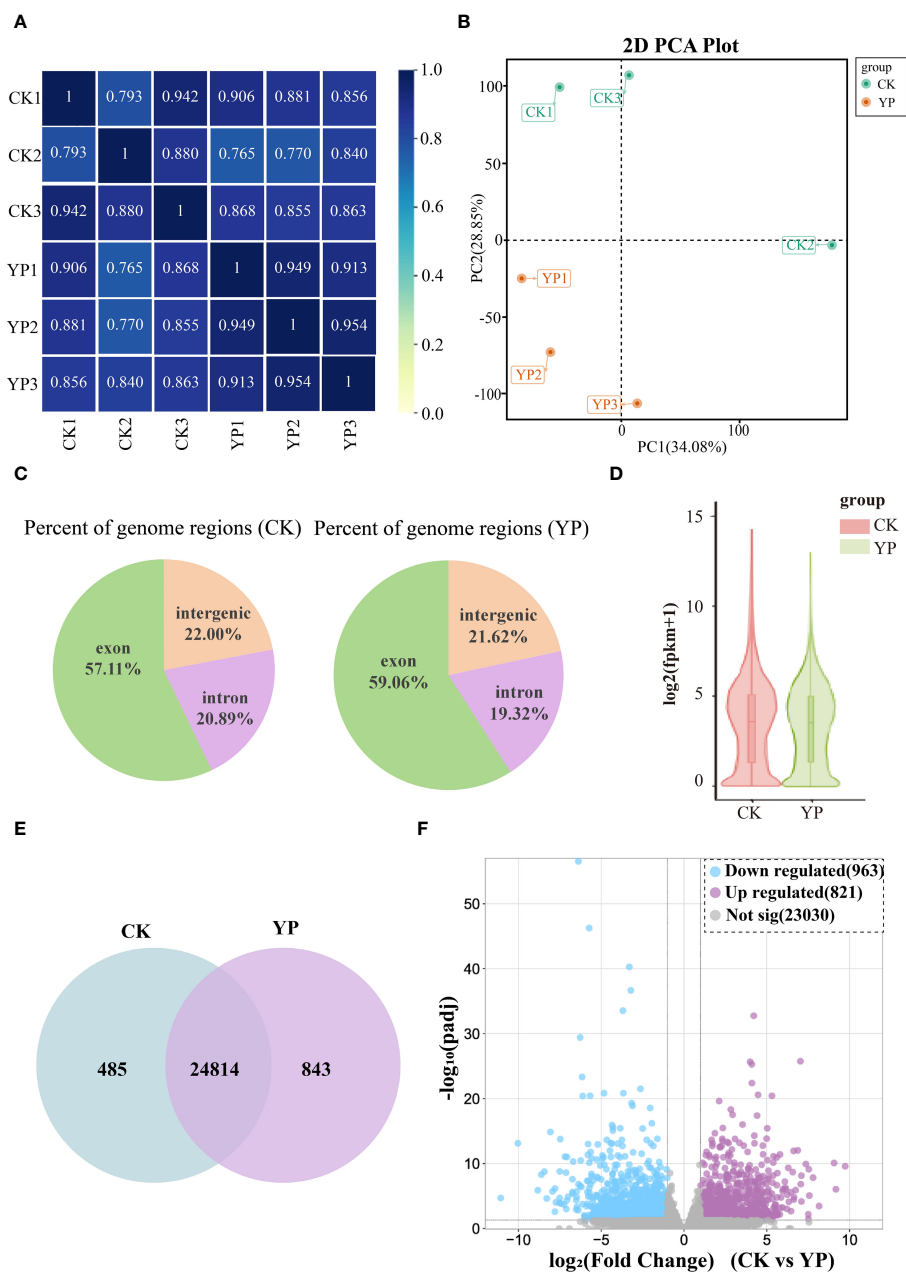 A
CK1
CK2
CK3
YP1
YP2
YP3
1 0.793 0.942 0.906 0.881 0.856
0.793 1 0.880 0.765 0.770 0.840
0.942 0.880 1 0.868 0.855 0.863
0.906 0.765 0.868 1 0.949 0.913
0.881 0.770 0.855 0.949 1 0.954
0.856 0.840 0.863 0.913 0.954 1
CK1 CK2 CK3 YP1 YP2 YP3
1.0
0.8
0.6
0.4
0.2
0.0
B
2D PCA Plot
group
CK
YP
PC2(28.85%)
100
50
0
-50
-100
CK1
CK3
CK2
YP1
YP2
YP3
0 100
PC1(34.08%)
C
Percent of genome regions (CK)
intergenic
22.00%
exon
57.11%
intron
20.89%
Percent of genome regions (YP)
intergenic
21.62%
exon
59.06%
intron
19.32%
D
group
CK
YP
log2(fpkm+1)
15
10
5
0
CK YP
E
CK YP
485 24814 843
F
Down regulated(963)
Up regulated(821)
Not sig(23030)
-log₁₀(padj)
50
40
30
20
10
0
−10 −5 0 5 10
log₂(Fold Change) (CK vs YP)